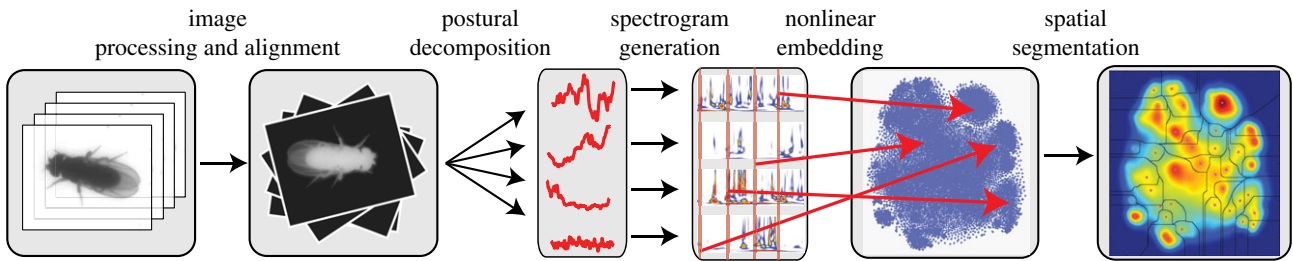 image
processing and alignment
postural
decomposition
spectrogram
generation
nonlinear
embedding
spatial
segmentation